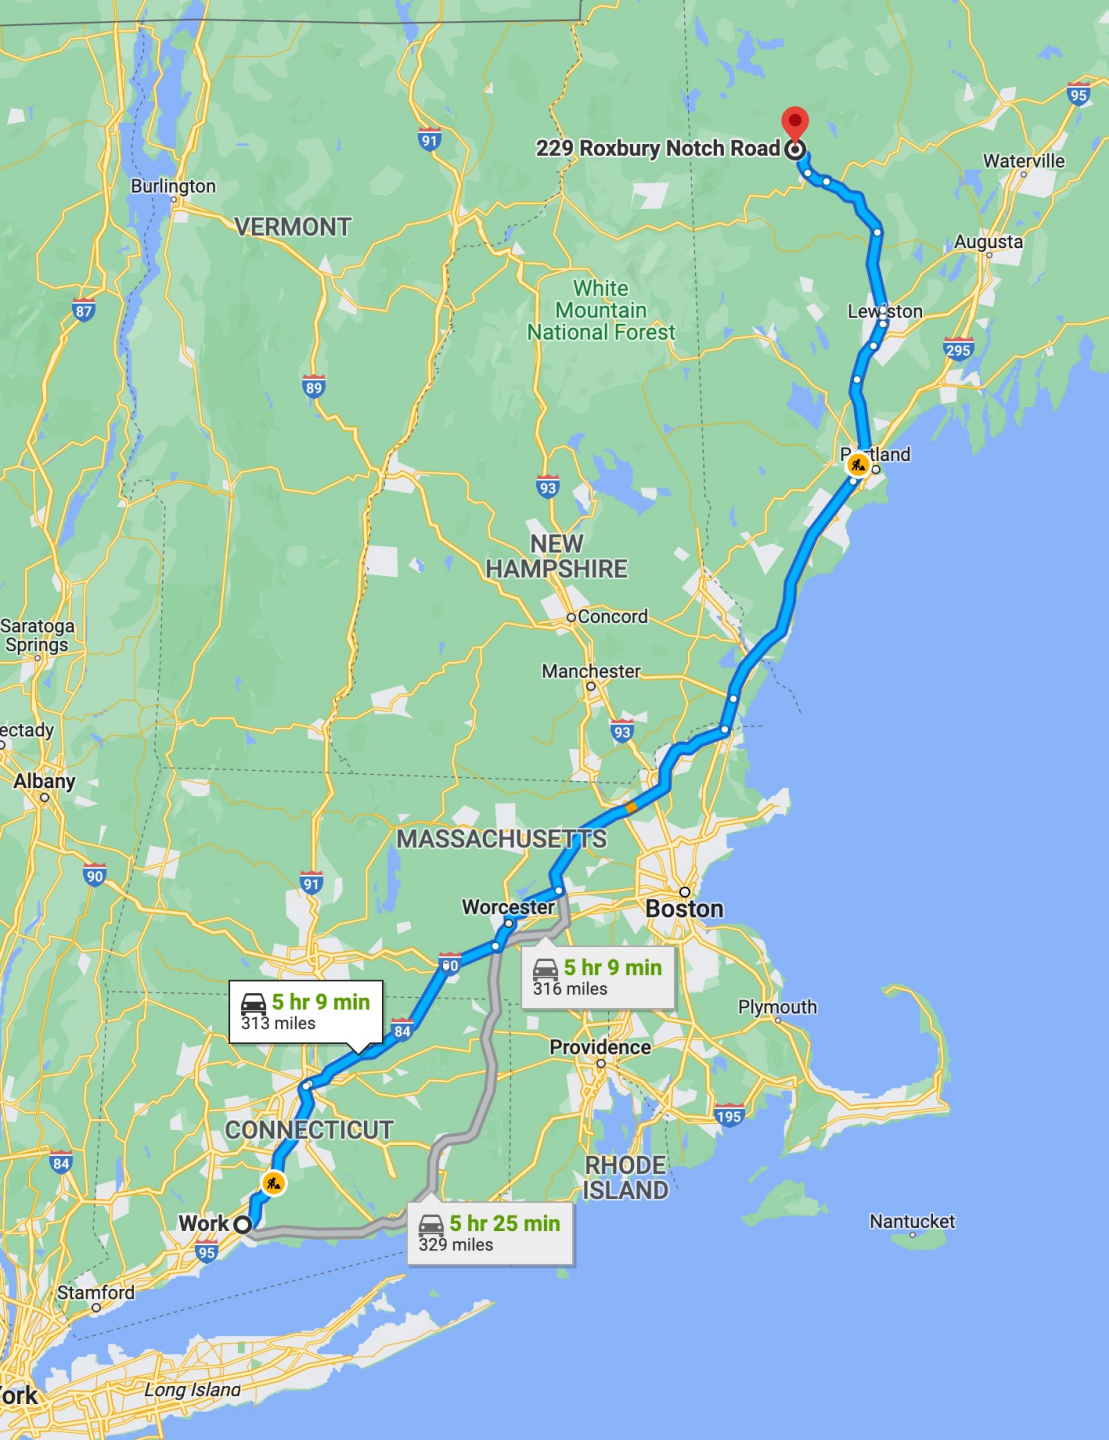 95
91
229 Roxbury Notch Road
Waterville
Burlington
VERMONT
Augusta
White
Mountain
National Forest
87
Lewiston
295
89
Portland
93
NEW
HAMPSHIRE
Concord
Saratoga
Springs
Manchester
ectady
93
Albany
MASSACHUSETTS
90
91
Worcester
Boston
90
5 hr 9 min
316 miles
5 hr 9 min
313 miles
Plymouth
84
Providence
195
CONNECTICUT
84
RHODE
ISLAND
Work
5 hr 25 min
329 miles
Nantucket
95
Stamford
Long Island
ork